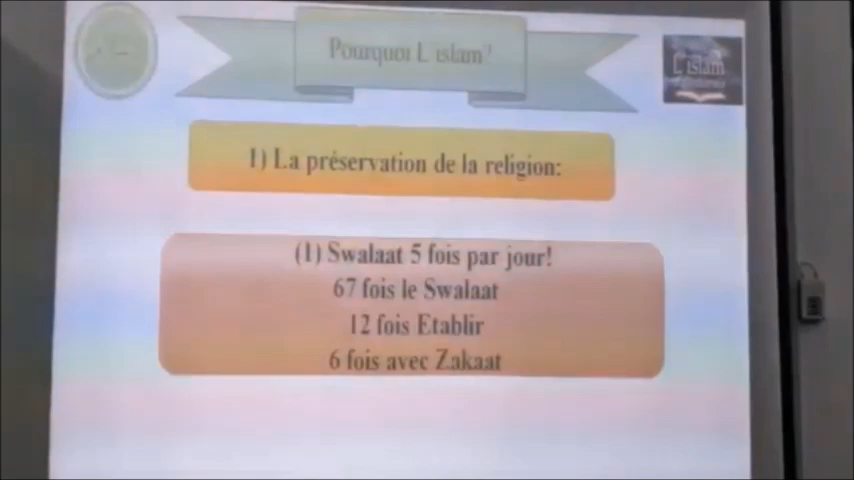 Pourquoi L'islam?
L'islam
1) La préservation de la religion:
(1) Swalaat 5 fois par jour!
67 fois le Swalaat
12 fois Etablir
6 fois avec Zakaat